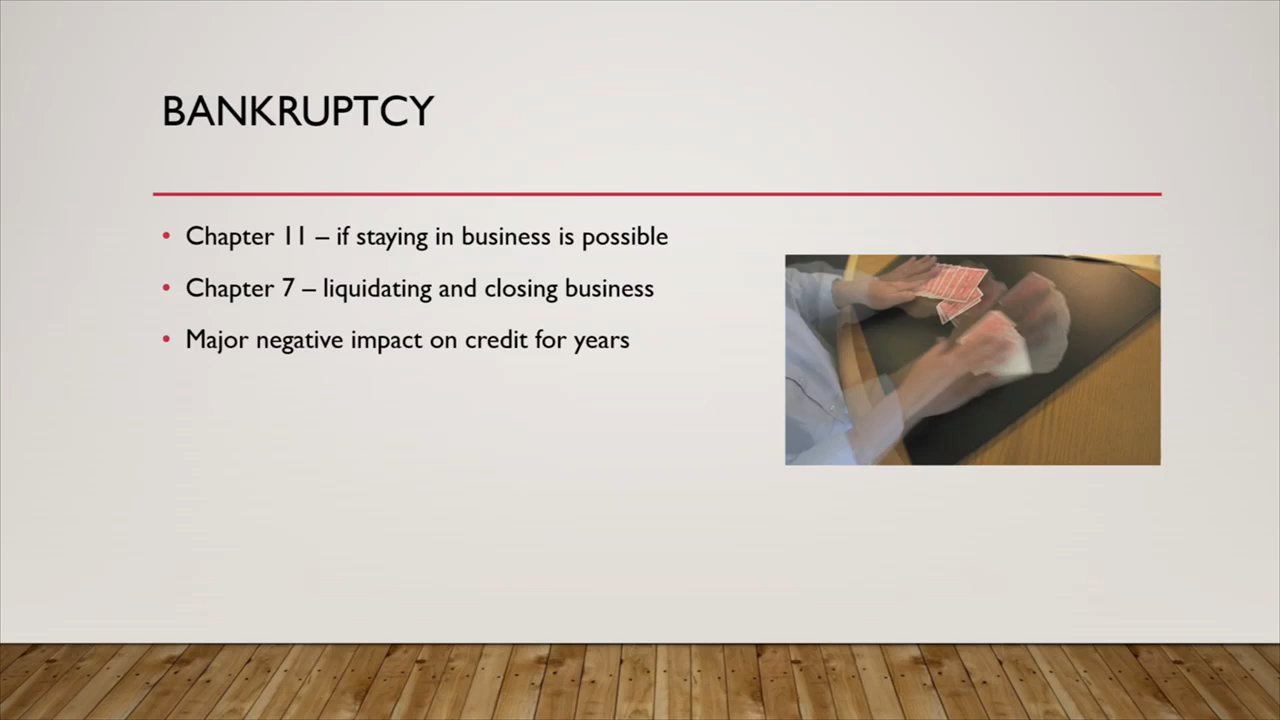 BANKRUPTCY
• Chapter 11 – if staying in business is possible
• Chapter 7 – liquidating and closing business
• Major negative impact on credit for years